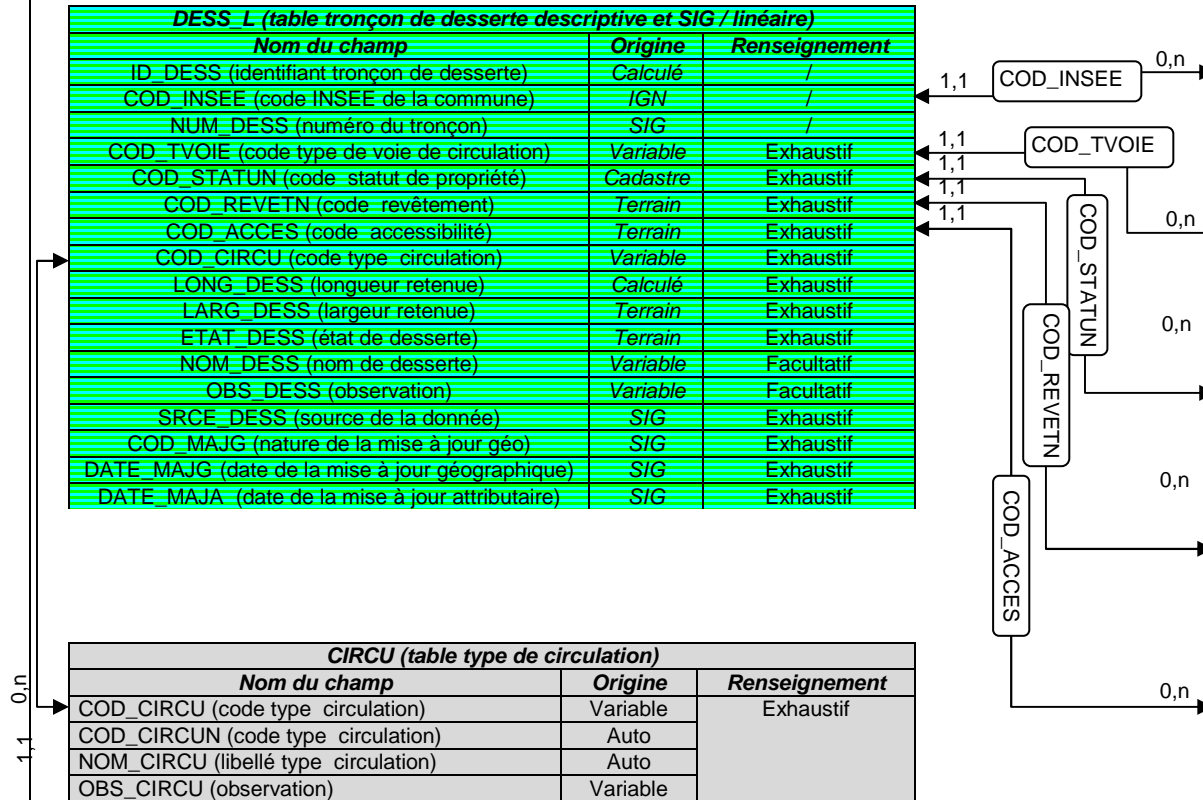 DESS_L (table tronçon de desserte descriptive et SIG / linéaire)
Nom du champ Origine Renseignement
ID_DESS (identifiant tronçon de desserte) Calculé /
COD_INSEE (code INSEE de la commune) IGN /
NUM_DESS (numéro du tronçon) SIG /
COD_TVOIE (code type de voie de circulation) Variable Exhaustif
COD_STATUN (code statut de propriété) Cadastre Exhaustif
COD_REVETN (code revêtement) Terrain Exhaustif
COD_ACCES (code accessibilité) Terrain Exhaustif
COD_CIRCU (code type circulation) Variable Exhaustif
LONG_DESS (longueur retenue) Calculé Exhaustif
LARG_DESS (largeur retenue) Terrain Exhaustif
ETAT_DESS (état de desserte) Terrain Exhaustif
NOM_DESS (nom de desserte) Variable Facultatif
OBS_DESS (observation) Variable Facultatif
SRCE_DESS (source de la donnée) SIG Exhaustif
COD_MAJG (nature de la mise à jour géo) SIG Exhaustif
DATE_MAJG (date de la mise à jour géographique) SIG Exhaustif
DATE_MAJA (date de la mise à jour attributaire) SIG Exhaustif
1,1 COD_INSEE 0,n
1,1 COD_TVOIE
1,1
1,1
1,1
0,n
COD_STATUN
0,n
COD_REVETN
0,n
COD_ACCES
0,n
CIRCU (table type de circulation)
Nom du champ Origine Renseignement
COD_CIRCU (code type circulation) Variable Exhaustif
COD_CIRCUN (code type circulation) Auto
NOM_CIRCU (libellé type circulation) Auto
OBS_CIRCU (observation) Variable
0,n
1,1